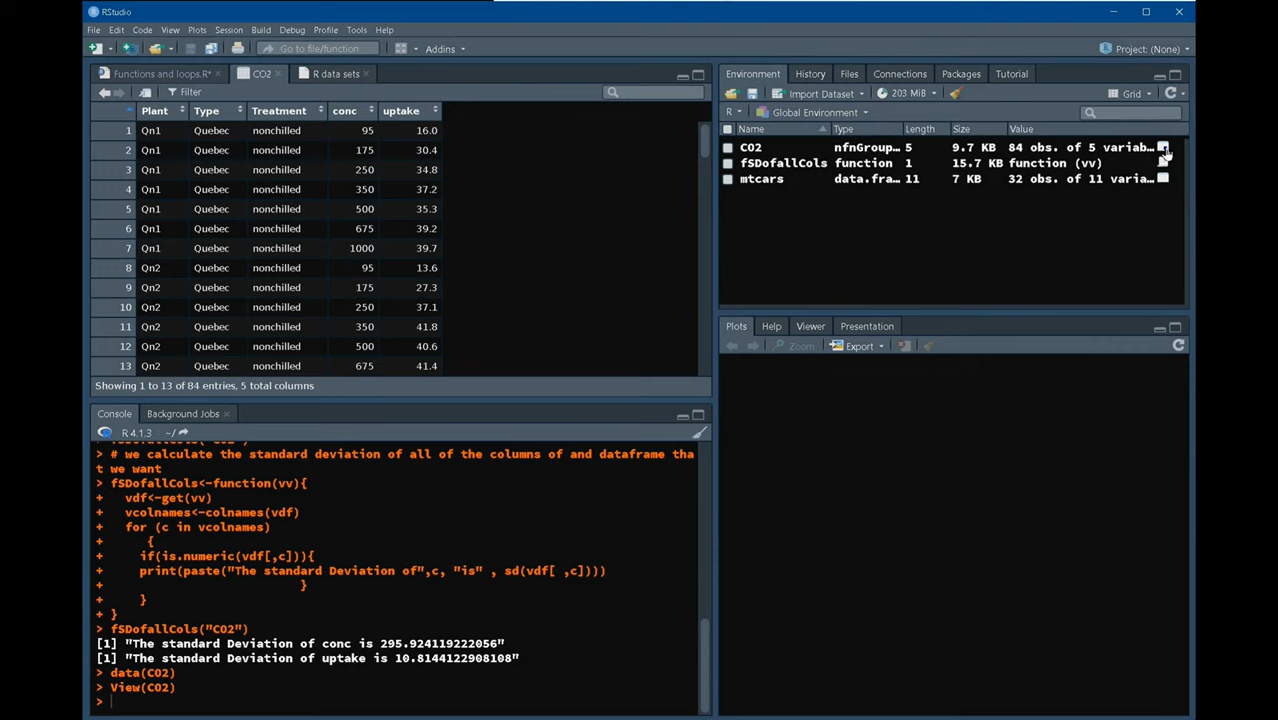 RStudio
File Edit Code View Plots Session Build Debug Profile Tools Help
Go to file/function Addins Project: (None)
Functions and loops.R* CO2 R data sets
Filter
Plant Type Treatment conc uptake
1 Qn1 Quebec nonchilled 95 16.0
2 Qn1 Quebec nonchilled 175 30.4
3 Qn1 Quebec nonchilled 250 34.8
4 Qn1 Quebec nonchilled 350 37.2
5 Qn1 Quebec nonchilled 500 35.3
6 Qn1 Quebec nonchilled 675 39.2
7 Qn1 Quebec nonchilled 1000 39.7
8 Qn2 Quebec nonchilled 95 13.6
9 Qn2 Quebec nonchilled 175 27.3
10 Qn2 Quebec nonchilled 250 37.1
11 Qn2 Quebec nonchilled 350 41.8
12 Qn2 Quebec nonchilled 500 40.6
13 Qn2 Quebec nonchilled 675 41.4
Showing 1 to 13 of 84 entries, 5 total columns
Console Background Jobs
R 4.1.3 · ~/
> # we calculate the standard deviation of all of the columns of and dataframe tha
t we want
> fSDofallCols<-function(vv){
+ vdf<-get(vv)
+ vcolnames<-colnames(vdf)
+ for (c in vcolnames)
+ {
+ if(is.numeric(vdf[,c])){
+ print(paste("The standard Deviation of",c, "is" , sd(vdf[ ,c])))
+ }
+ }
+ }
> fSDofallCols("CO2")
[1] "The standard Deviation of conc is 295.924119222056"
[1] "The standard Deviation of uptake is 10.8144122908108"
> data(CO2)
> View(CO2)
>
Environment History Files Connections Packages Tutorial
Import Dataset 203 MiB Grid
R Global Environment
Name Type Length Size Value
CO2 nfnGroup… 5 9.7 KB 84 obs. of 5 variab…
fSDofallCols function 1 15.7 KB function (vv)
mtcars data.fra… 11 7 KB 32 obs. of 11 varia…
Plots Help Viewer Presentation
Zoom Export